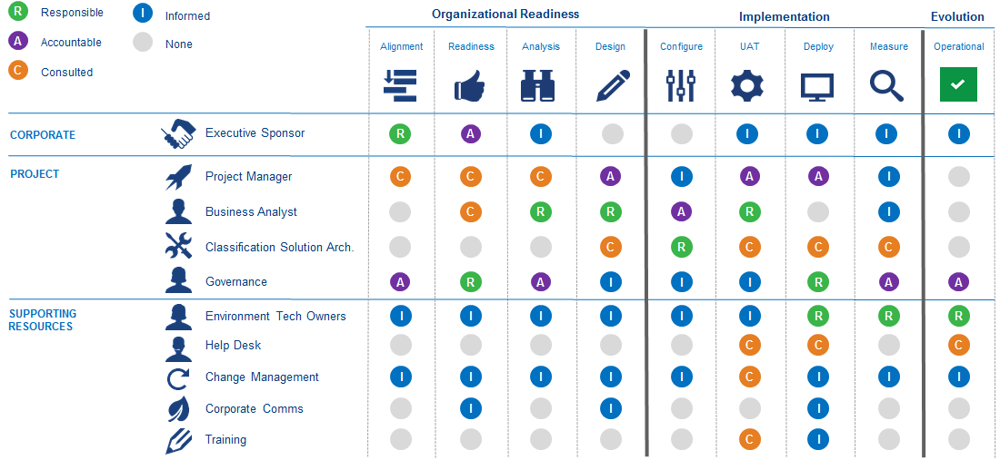 R Responsible I Informed
A Accountable None
C Consulted
Organizational Readiness Implementation Evolution
Alignment Readiness Analysis Design Configure UAT Deploy Measure Operational
CORPORATE Executive Sponsor R A I I I I I
PROJECT Project Manager C C C A I A A I
Business Analyst C R R A R I
Classification Solution Arch. C R C C C
Governance A R A I I I R A A
SUPPORTING
RESOURCES
Environment Tech Owners I I I I I I R R R
Help Desk C C C
Change Management I I I I I C I I I
Corporate Comms I I I
Training C I